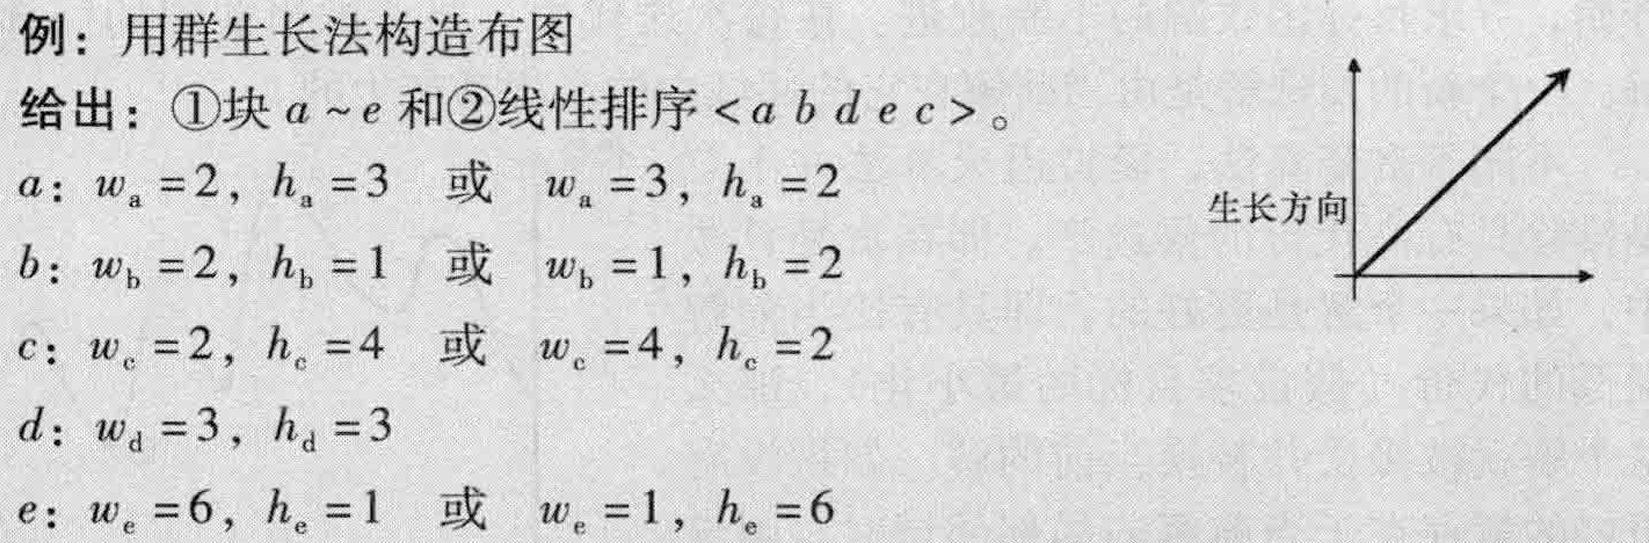 例：用群生长法构造布图
给出：①块 a ~ e 和②线性排序 < a b d e c > 。
a：w_a = 2，h_a = 3 或 w_a = 3，h_a = 2
生长方向
b：w_b = 2，h_b = 1 或 w_b = 1，h_b = 2
c：w_c = 2，h_c = 4 或 w_c = 4，h_c = 2
d：w_d = 3，h_d = 3
e：w_e = 6，h_e = 1 或 w_e = 1，h_e = 6